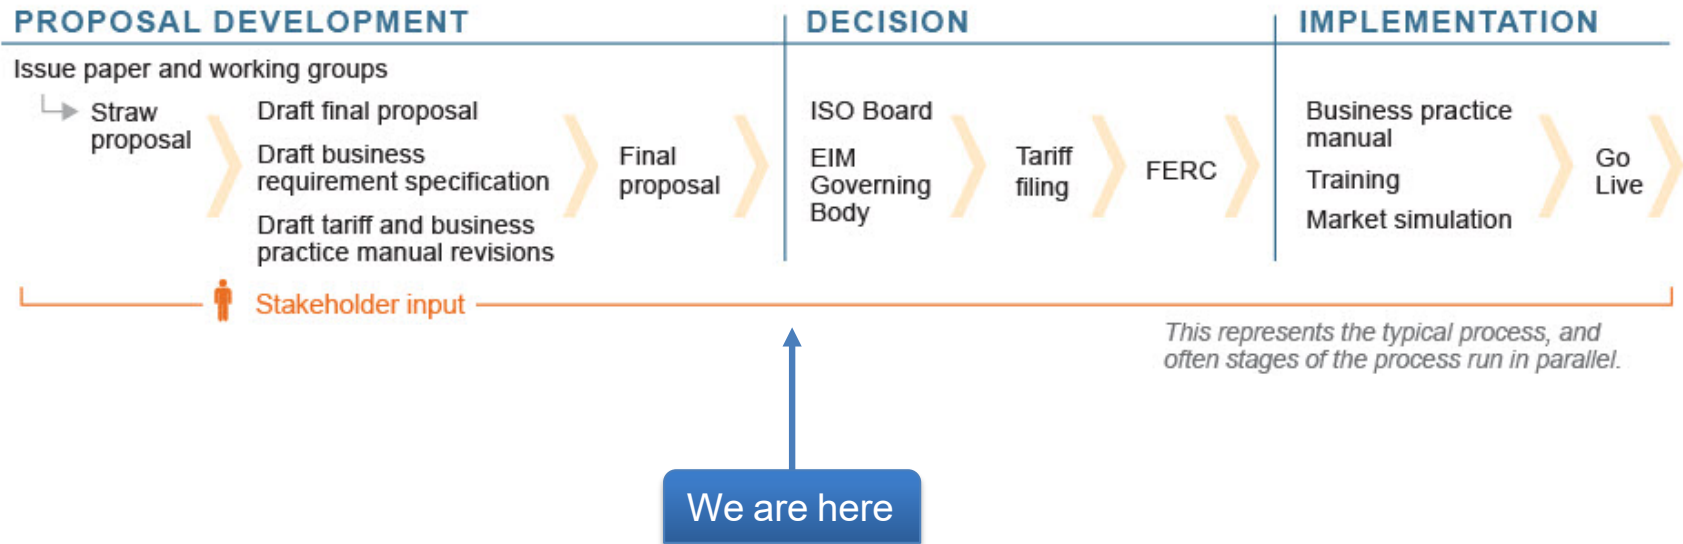 PROPOSAL DEVELOPMENT
Issue paper and working groups
Straw
proposal
Draft final proposal
Draft business
requirement specification
Draft tariff and business
practice manual revisions
Final
proposal
DECISION
ISO Board
EIM
Governing
Body
Tariff
filing
FERC
IMPLEMENTATION
Business practice
manual
Training
Market simulation
Go
Live
Stakeholder input
This represents the typical process, and
often stages of the process run in parallel.
We are here